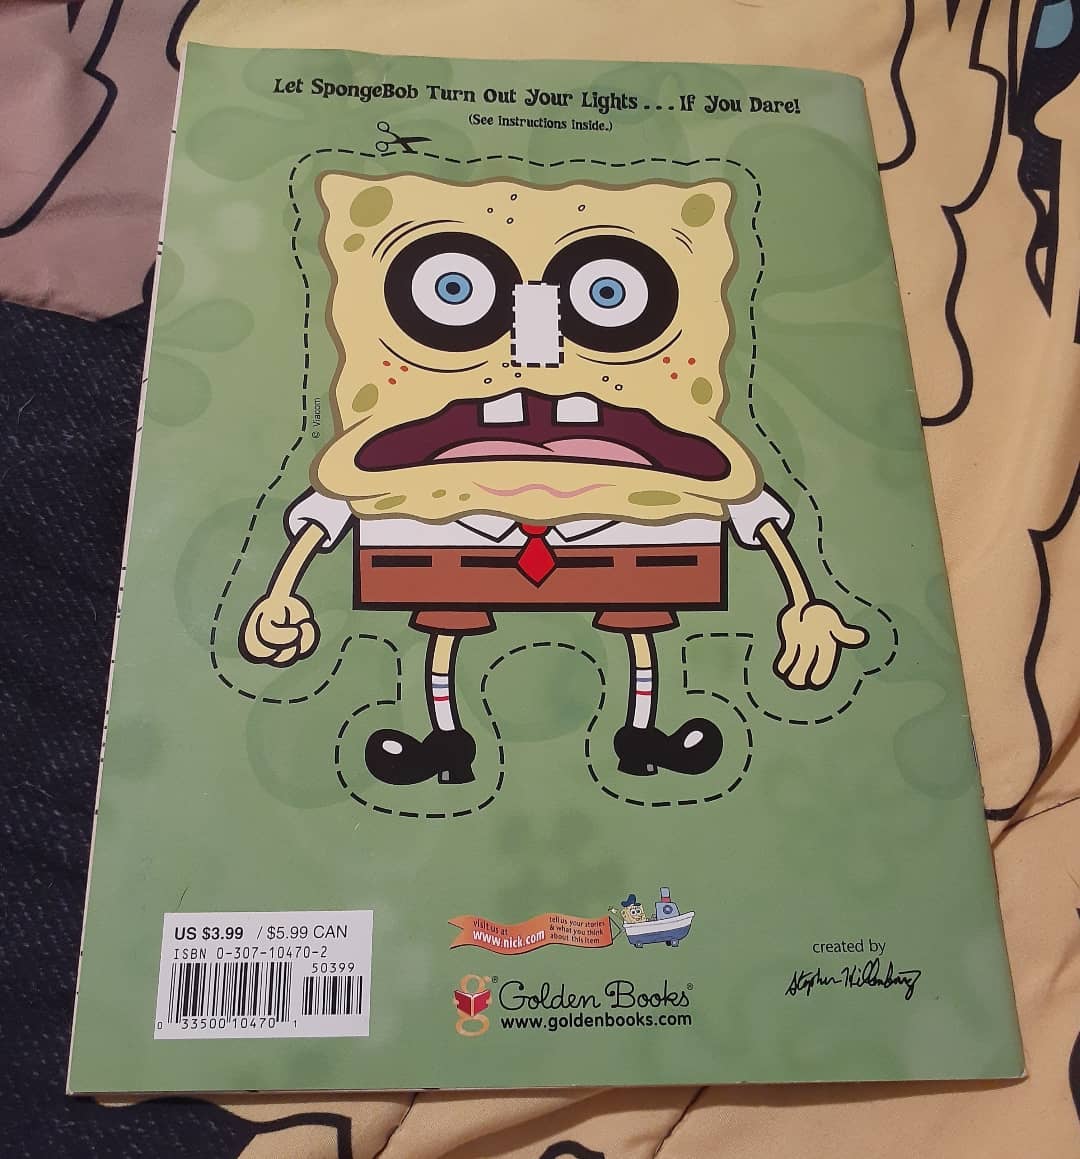 Let SpongeBob Turn Out Your Lights . . . If You Dare!
(See instructions inside.)
© Viacom
US $3.99 / $5.99 CAN
ISBN 0-307-10470-2
50399
0 33500 10470 1
visit us at
www.nick.com
tell us your stories
& what you think
about this item
created by
Stephen Hillenburg
Golden Books®
www.goldenbooks.com